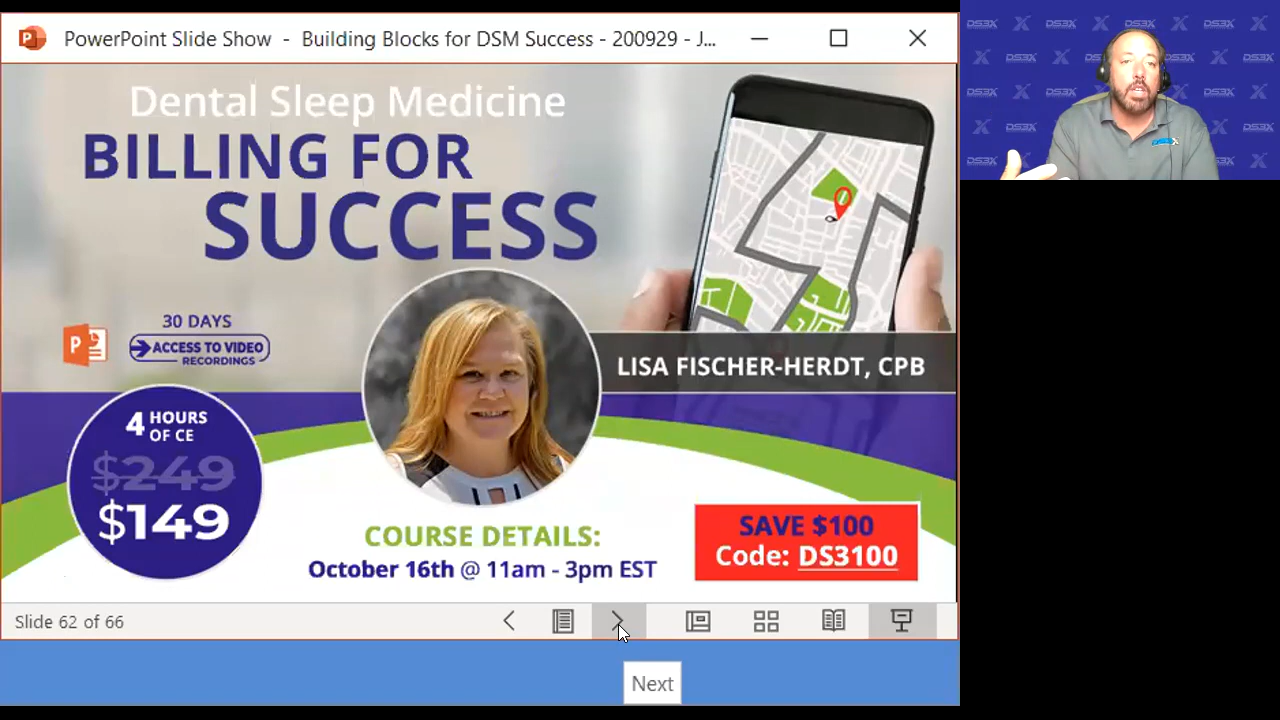 PowerPoint Slide Show - Building Blocks for DSM Success - 200929 - J...
Dental Sleep Medicine
BILLING FOR
SUCCESS
30 DAYS
ACCESS TO VIDEO
RECORDINGS
LISA FISCHER-HERDT, CPB
4 HOURS
OF CE
$249
$149
COURSE DETAILS:
October 16th @ 11am - 3pm EST
SAVE $100
Code: DS3100
Slide 62 of 66
Next